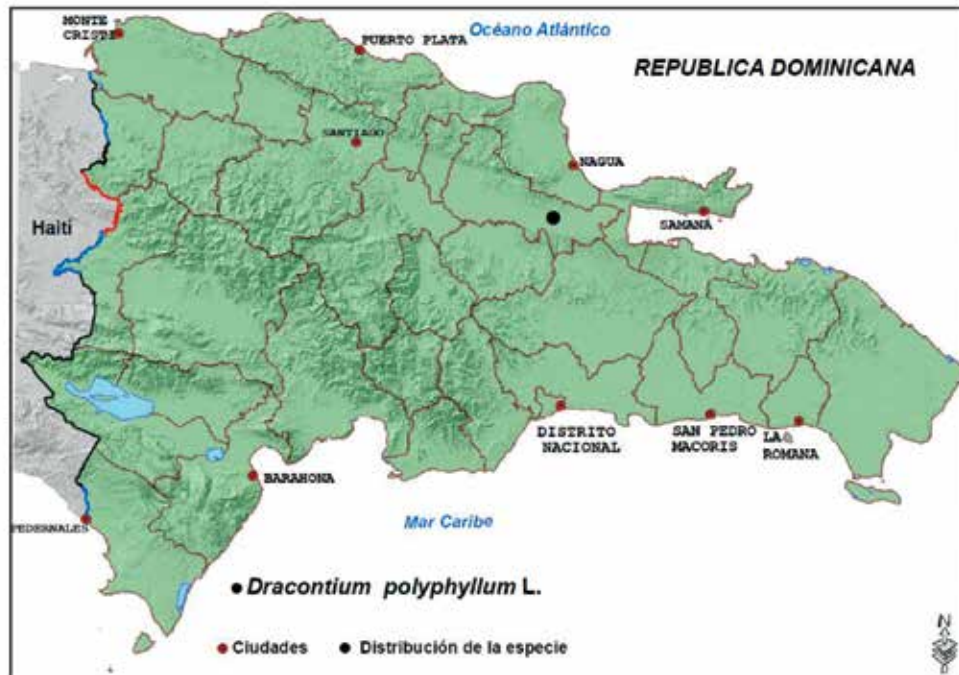 MONTE
CRISTI
PUERTO PLATA
Océano Atlántico
REPUBLICA DOMINICANA
SANTIAGO
NAGUA
Haití
SAMANA
DISTRITO
NACIONAL
SAN PEDRO
MACORIS
LA
ROMANA
BARAHONA
PEDERNALES
Mar Caribe
Dracontium polyphyllum L.
Ciudades
Distribución de la especie
N